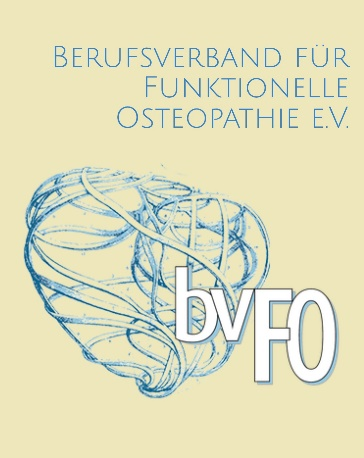 Berufsverband für
Funktionelle
Osteopathie e.V.
bvFO